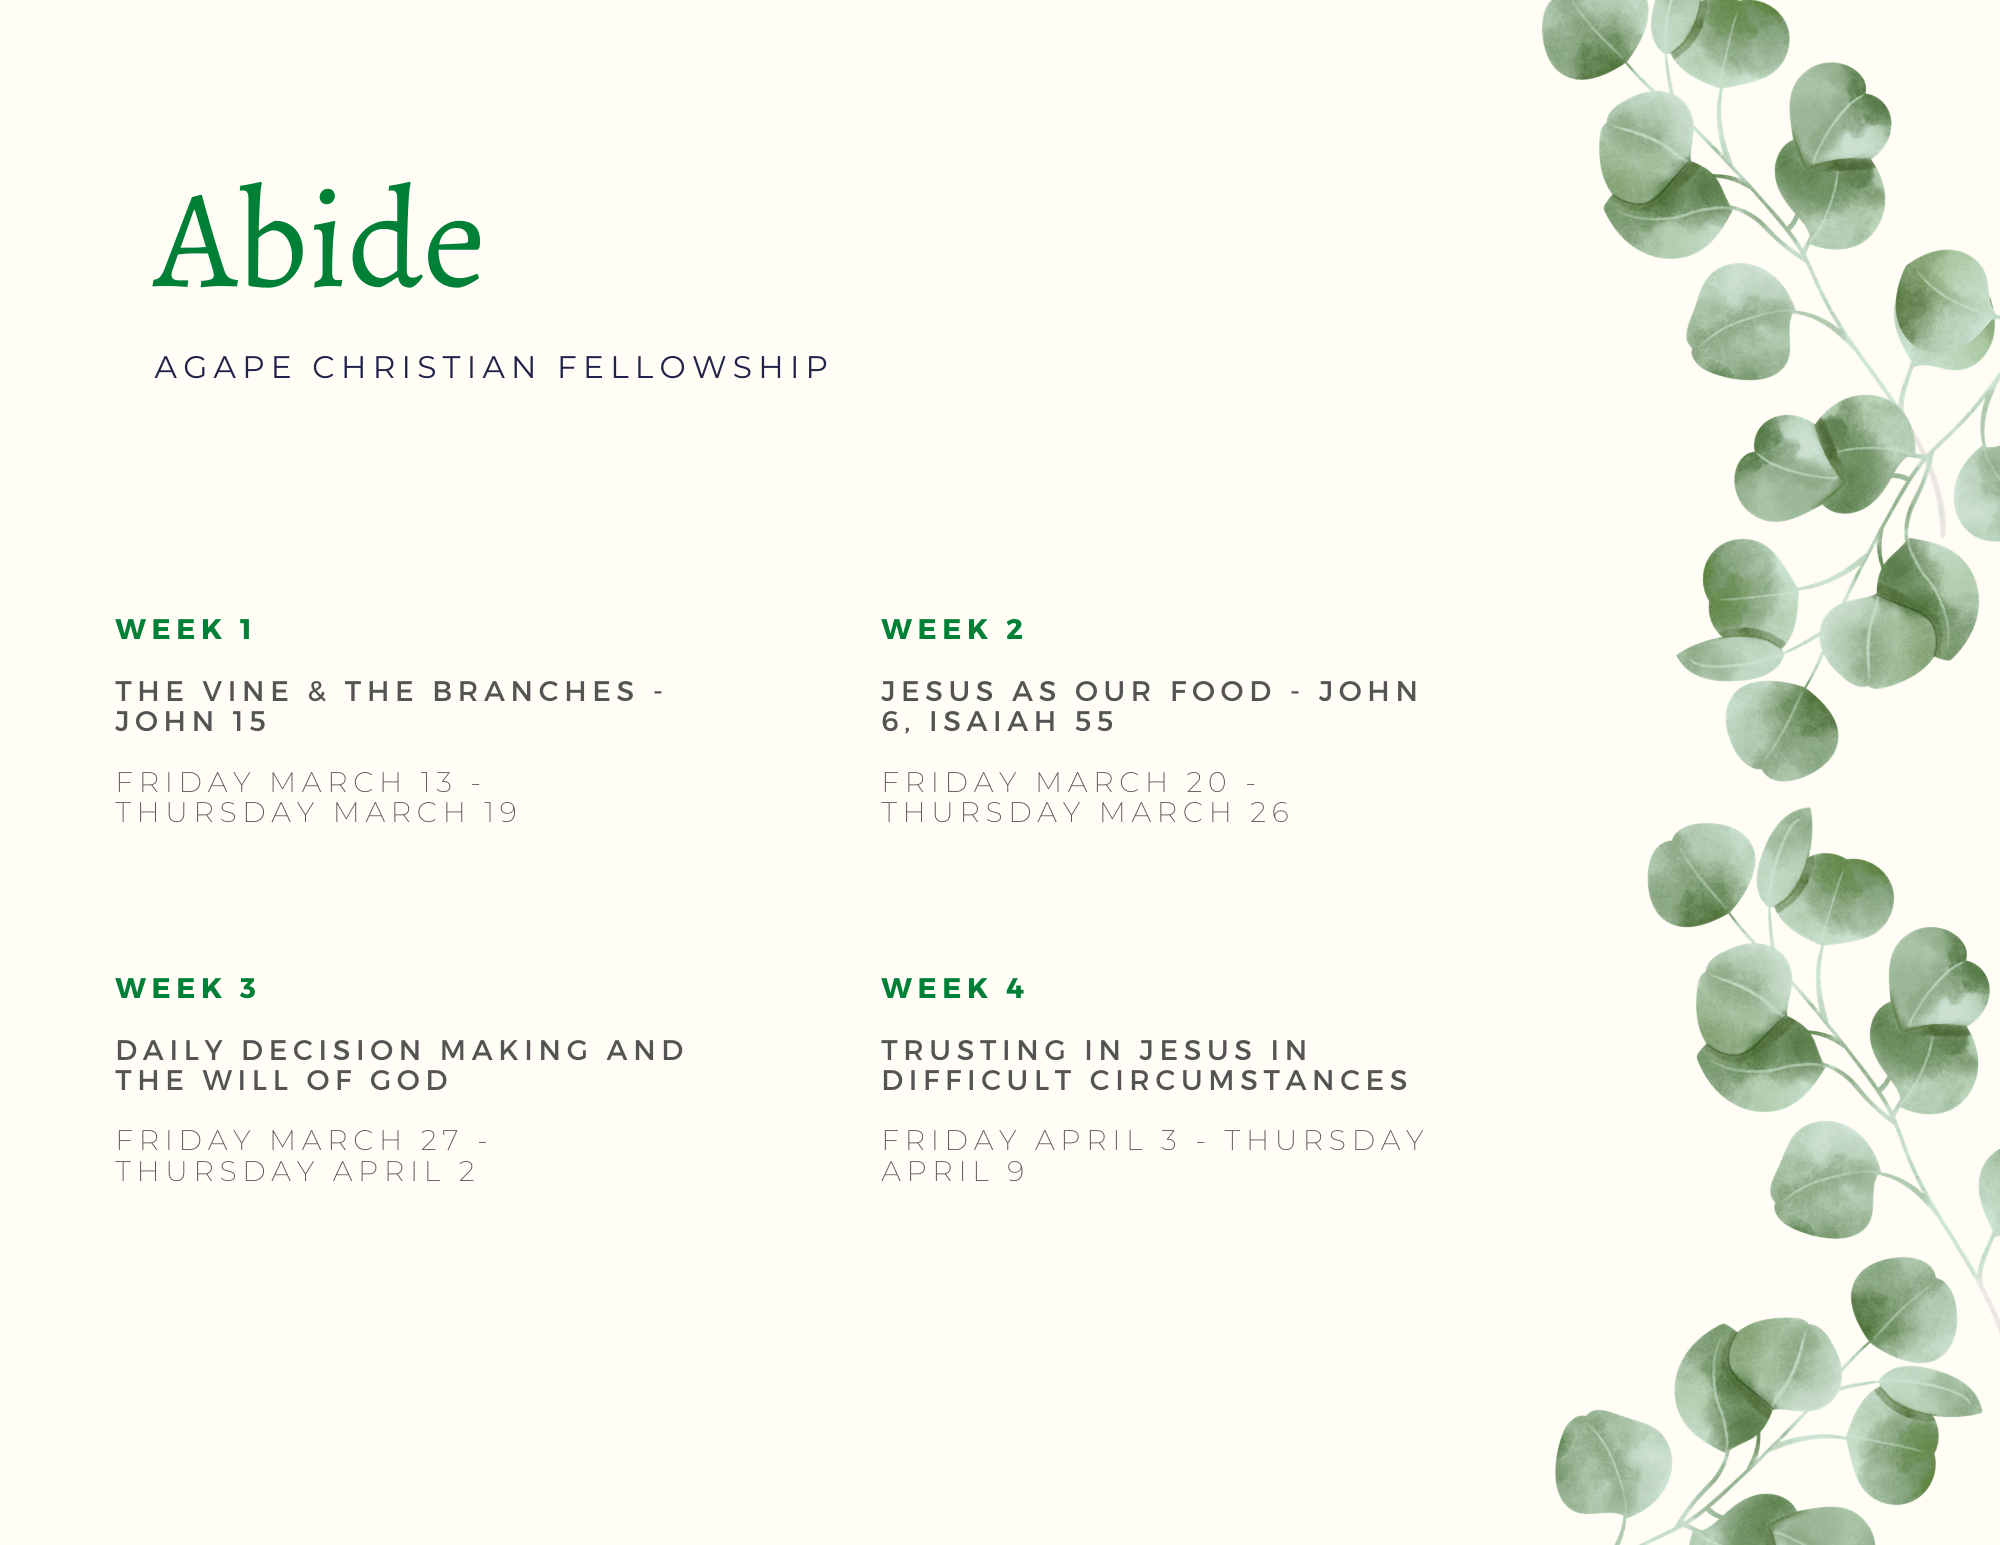 Abide
AGAPE CHRISTIAN FELLOWSHIP
WEEK 1
THE VINE & THE BRANCHES -
JOHN 15
FRIDAY MARCH 13 -
THURSDAY MARCH 19
WEEK 2
JESUS AS OUR FOOD - JOHN
6, ISAIAH 55
FRIDAY MARCH 20 -
THURSDAY MARCH 26
WEEK 3
DAILY DECISION MAKING AND
THE WILL OF GOD
FRIDAY MARCH 27 -
THURSDAY APRIL 2
WEEK 4
TRUSTING IN JESUS IN
DIFFICULT CIRCUMSTANCES
FRIDAY APRIL 3 - THURSDAY
APRIL 9